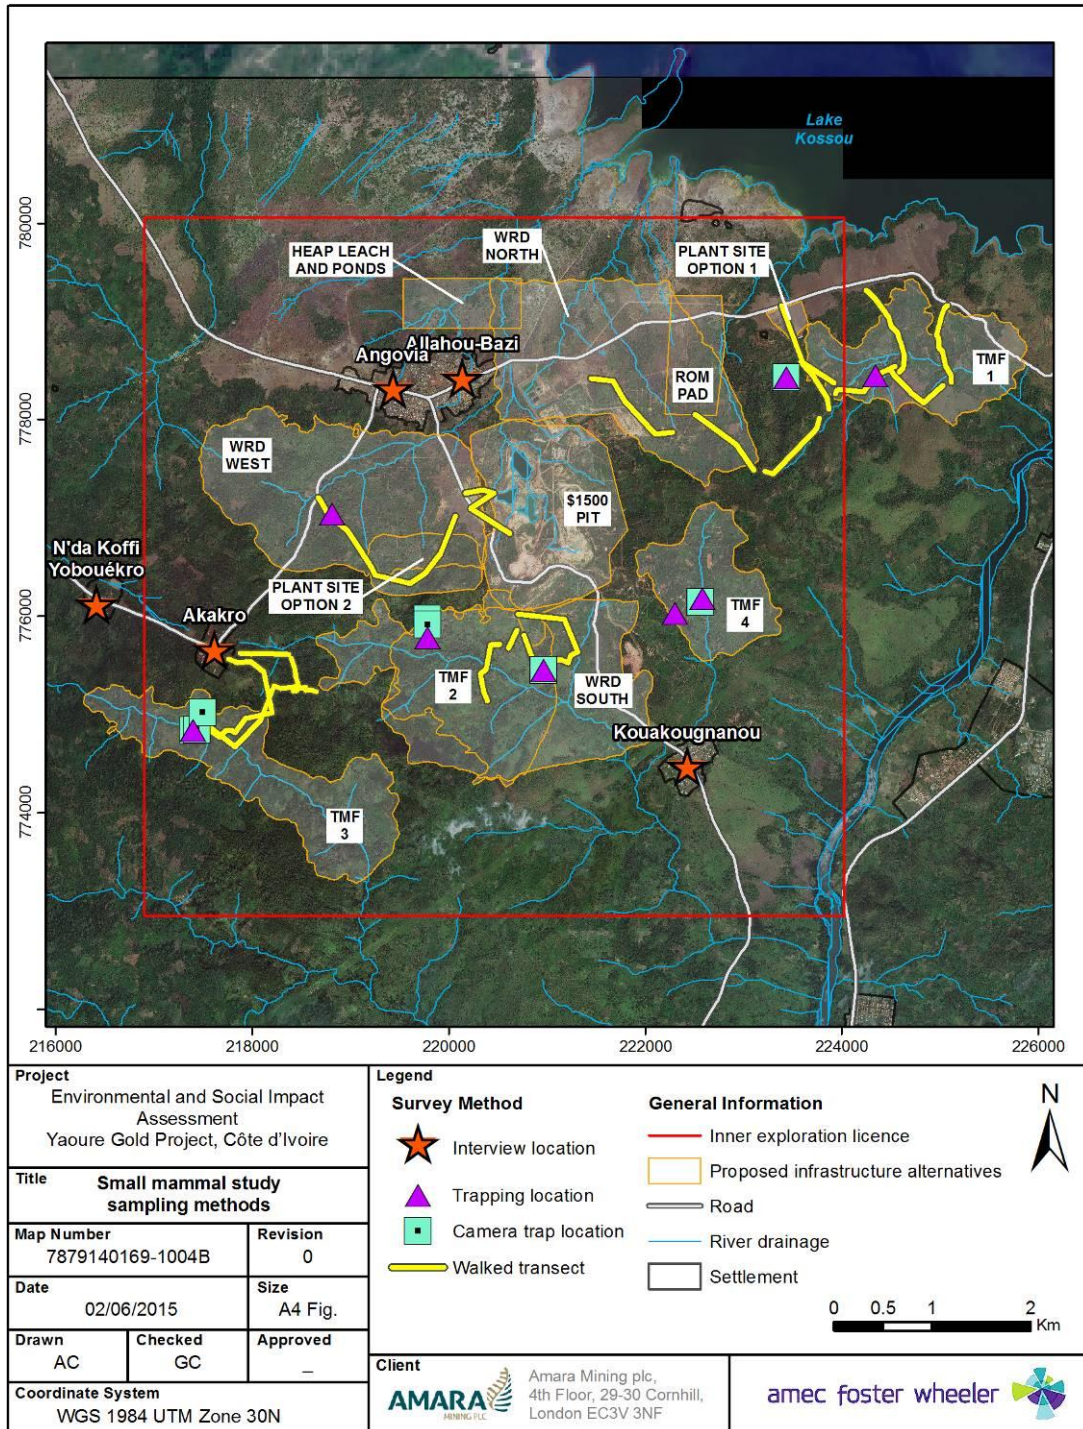 Lake
Kossou
HEAP LEACH
AND PONDS
WRD
NORTH
PLANT SITE
OPTION 1
Allahou-Bazi
Angovia
ROM
PAD
TMF
1
WRD
WEST
$1500
PIT
N'da Koffi
Yobouékro
PLANT SITE
OPTION 2
Akakro
TMF
4
TMF
2
WRD
SOUTH
Kouakougnanou
TMF
3
780000
778000
776000
774000
216000
218000
220000
222000
224000
226000
Project
Environmental and Social Impact
Assessment
Yaoure Gold Project, Côte d'Ivoire
Title
Small mammal study
sampling methods
Map Number
7879140169-1004B
Revision
0
Date
02/06/2015
Size
A4 Fig.
Drawn
AC
Checked
GC
Approved
_
Coordinate System
WGS 1984 UTM Zone 30N
Legend
Survey Method
Interview location
Trapping location
Camera trap location
Walked transect
General Information
Inner exploration licence
Proposed infrastructure alternatives
Road
River drainage
Settlement
N
0 0.5 1 2
Km
Client
AMARA
MINING PLC
Amara Mining plc,
4th Floor, 29-30 Cornhill,
London EC3V 3NF
amec foster wheeler